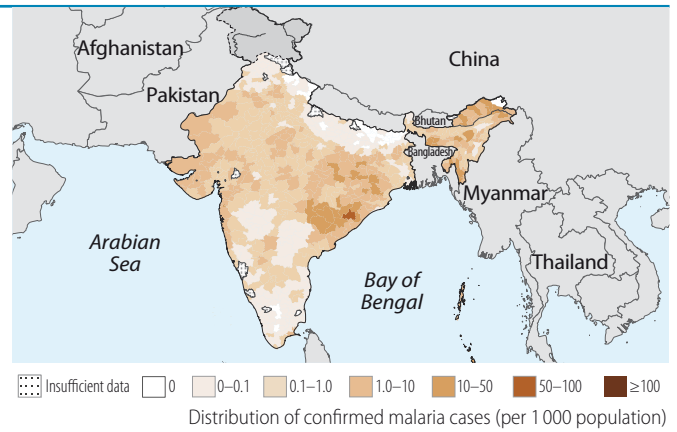 Afghanistan
China
Pakistan
Bhutan
Bangladesh
Myanmar
Arabian
Sea
Thailand
Bay of
Bengal
Insufficient data 0 0–0.1 0.1–1.0 1.0–10 10–50 50–100 ≥100
Distribution of confirmed malaria cases (per 1 000 population)